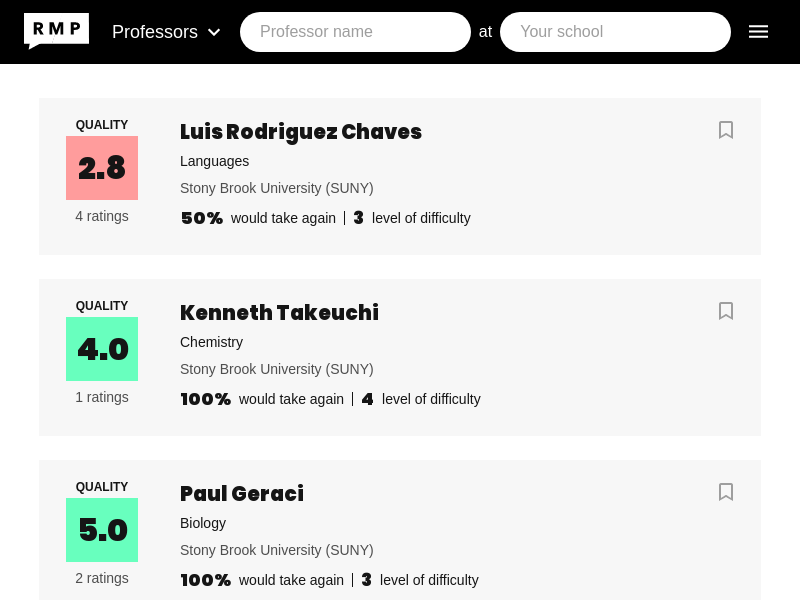 RMP Professors Professor name at Your school
QUALITY
2.8
4 ratings
Luis Rodriguez Chaves
Languages
Stony Brook University (SUNY)
50% would take again | 3 level of difficulty
QUALITY
4.0
1 ratings
Kenneth Takeuchi
Chemistry
Stony Brook University (SUNY)
100% would take again | 4 level of difficulty
QUALITY
5.0
2 ratings
Paul Geraci
Biology
Stony Brook University (SUNY)
100% would take again | 3 level of difficulty